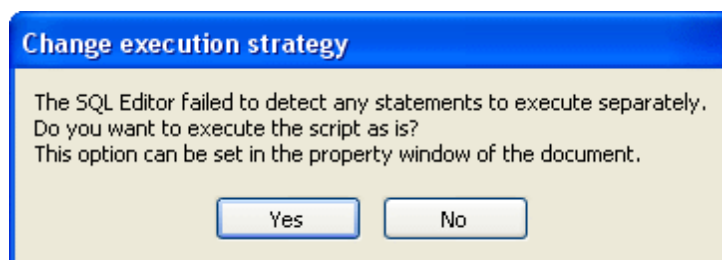 Change execution strategy
The SQL Editor failed to detect any statements to execute separately.
Do you want to execute the script as is?
This option can be set in the property window of the document.
Yes
No